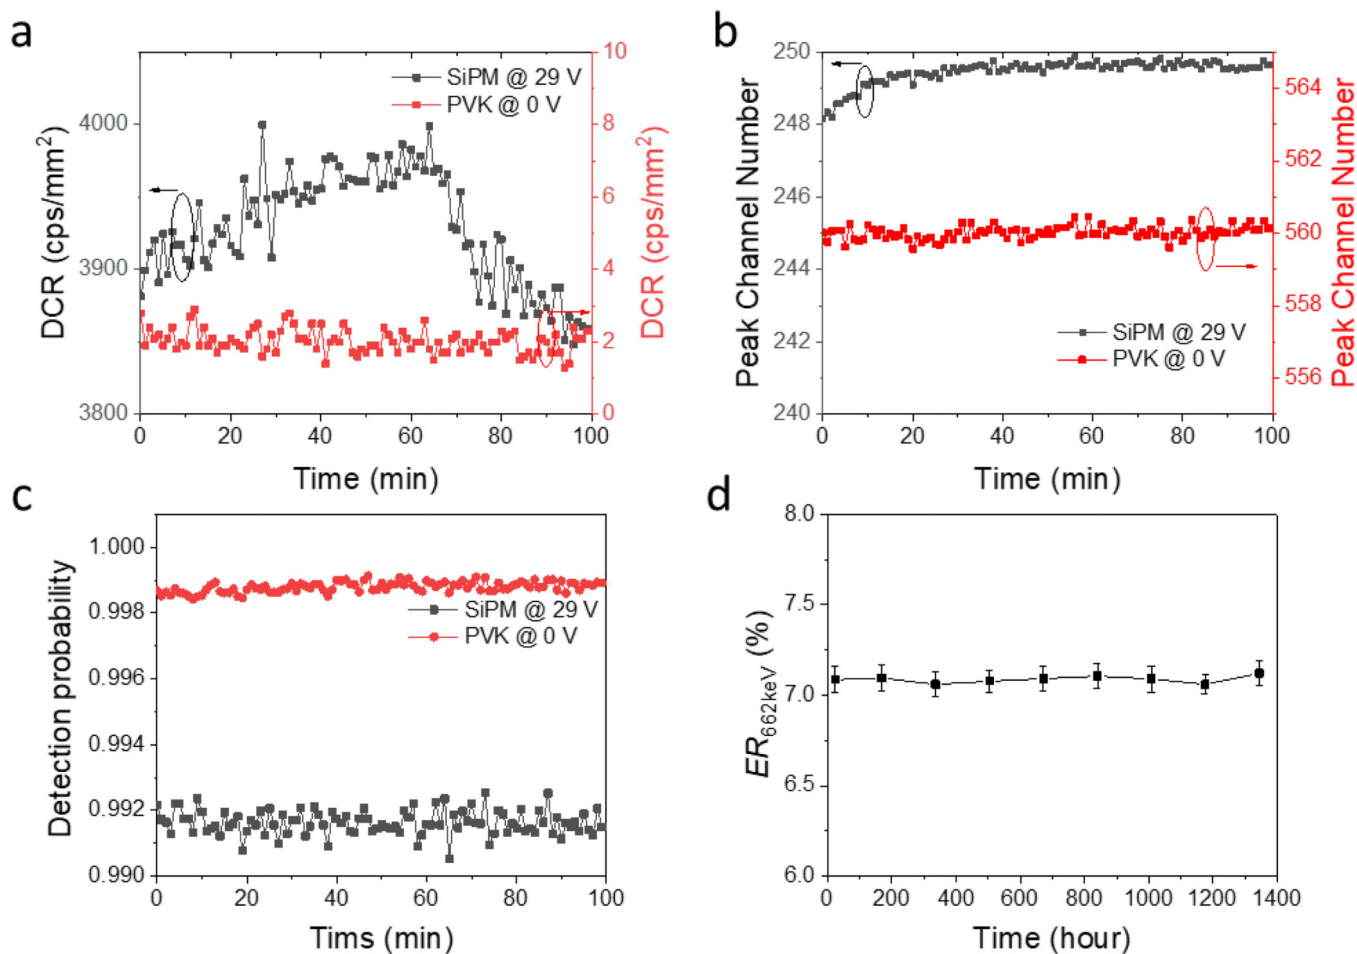 a
DCR (cps/mm²)
4000
3900
3800
SiPM @ 29 V
PVK @ 0 V
10
8
6
4
2
0
DCR (cps/mm²)
0 20 40 60 80 100
Time (min)
b
Peak Channel Number
250
248
246
244
242
240
SiPM @ 29 V
PVK @ 0 V
564
562
560
558
556
Peak Channel Number
0 20 40 60 80 100
Time (min)
c
Detection probability
1.000
0.998
0.996
0.994
0.992
0.990
SiPM @ 29 V
PVK @ 0 V
0 20 40 60 80 100
Tims (min)
d
ER662keV (%)
8.0
7.5
7.0
6.5
6.0
0 200 400 600 800 1000 1200 1400
Time (hour)